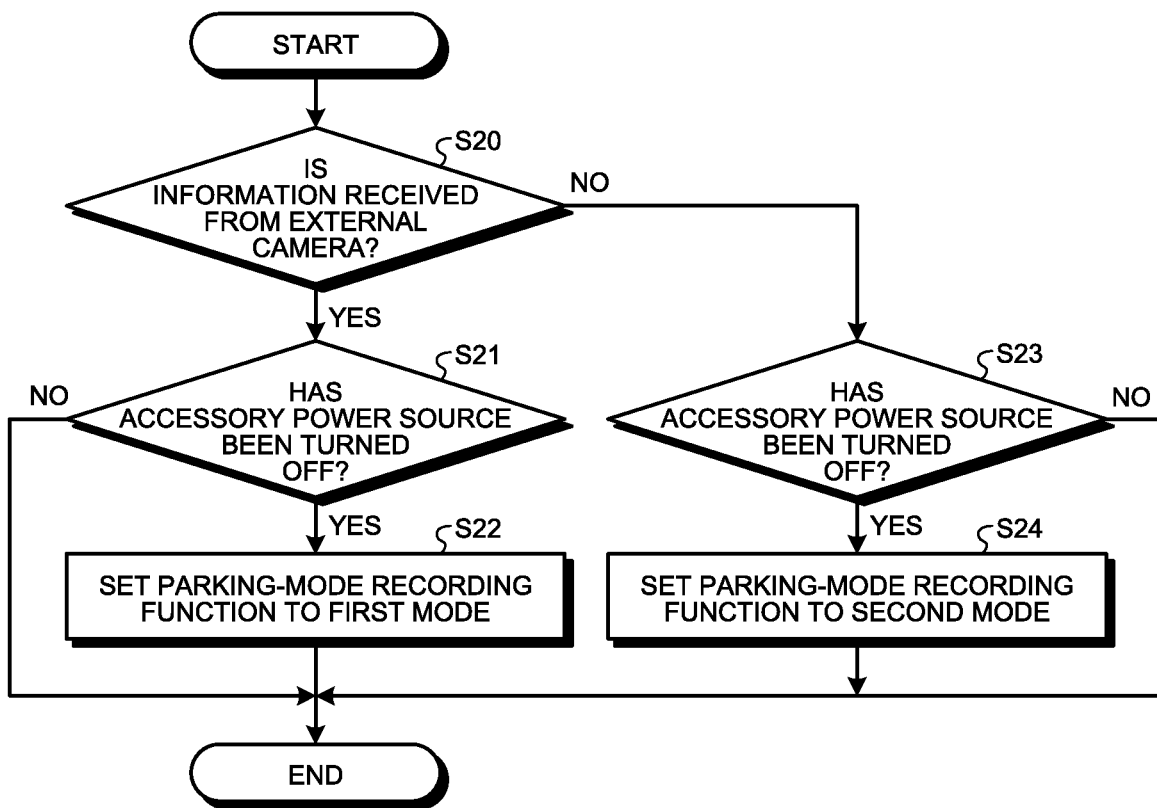 START
S20
IS
INFORMATION RECEIVED
FROM EXTERNAL
CAMERA?
NO
YES
S21
NO
HAS
ACCESSORY POWER SOURCE
BEEN TURNED
OFF?
YES
S22
SET PARKING-MODE RECORDING
FUNCTION TO FIRST MODE
S23
HAS
ACCESSORY POWER SOURCE
BEEN TURNED
OFF?
NO
YES
S24
SET PARKING-MODE RECORDING
FUNCTION TO SECOND MODE
END